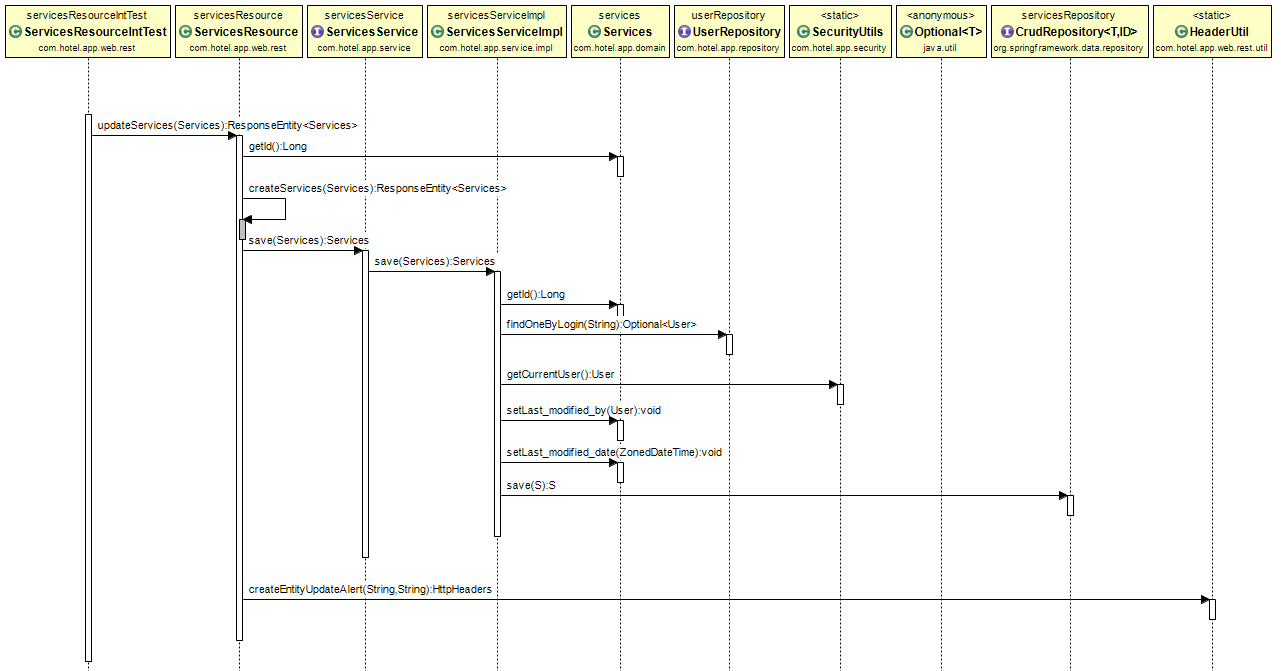 servicesResourceIntTest
C ServicesResourceIntTest
com.hotel.app.web.rest
servicesResource
C ServicesResource
com.hotel.app.web.rest
servicesService
I ServicesService
com.hotel.app.service
servicesServiceImpl
C ServicesServiceImpl
com.hotel.app.service.impl
services
C Services
com.hotel.app.domain
userRepository
I UserRepository
com.hotel.app.repository
<static>
C SecurityUtils
com.hotel.app.security
<anonymous>
C Optional<T>
java.util
servicesRepository
I CrudRepository<T,ID>
org.springframework.data.repository
<static>
C HeaderUtil
com.hotel.app.web.rest.util
updateServices(Services):ResponseEntity<Services>
getId():Long
createServices(Services):ResponseEntity<Services>
save(Services):Services
save(Services):Services
getId():Long
findOneByLogin(String):Optional<User>
getCurrentUser():User
setLast_modified_by(User):void
setLast_modified_date(ZonedDateTime):void
save(S):S
createEntityUpdateAlert(String,String):HttpHeaders